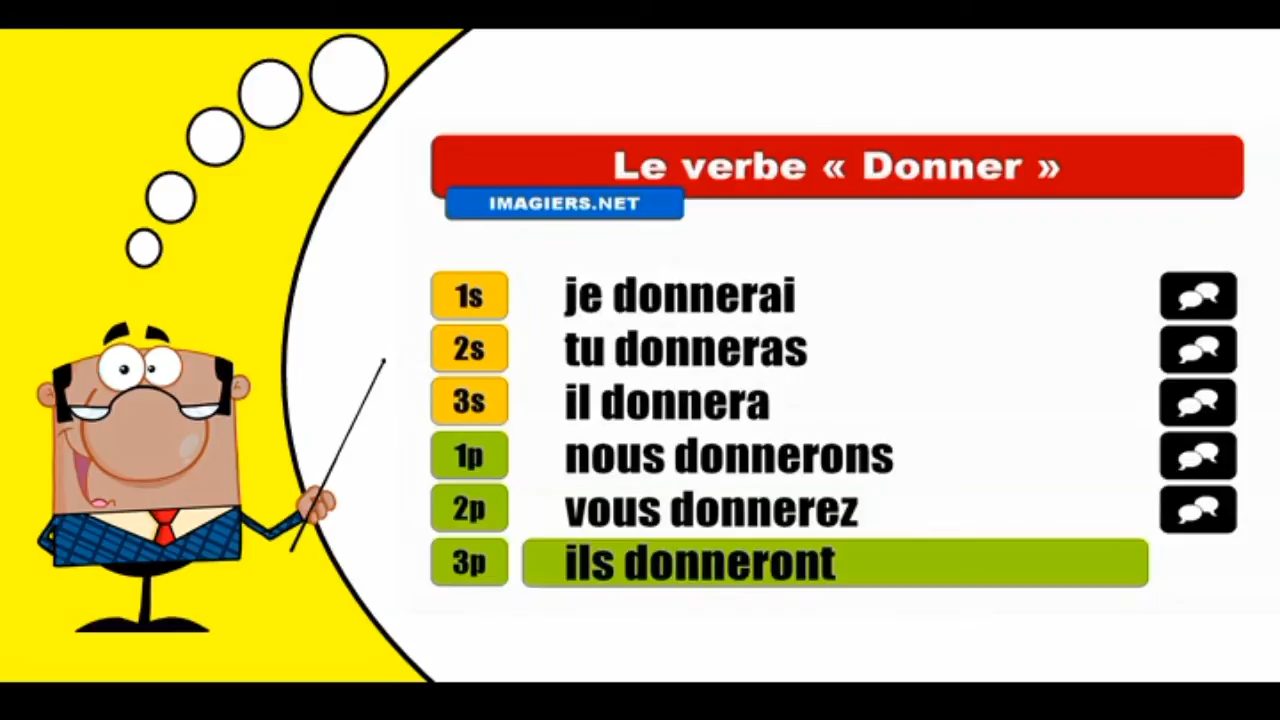 Le verbe « Donner »
IMAGIERS.NET
1s je donnerai
2s tu donneras
3s il donnera
1p nous donnerons
2p vous donnerez
3p ils donneront